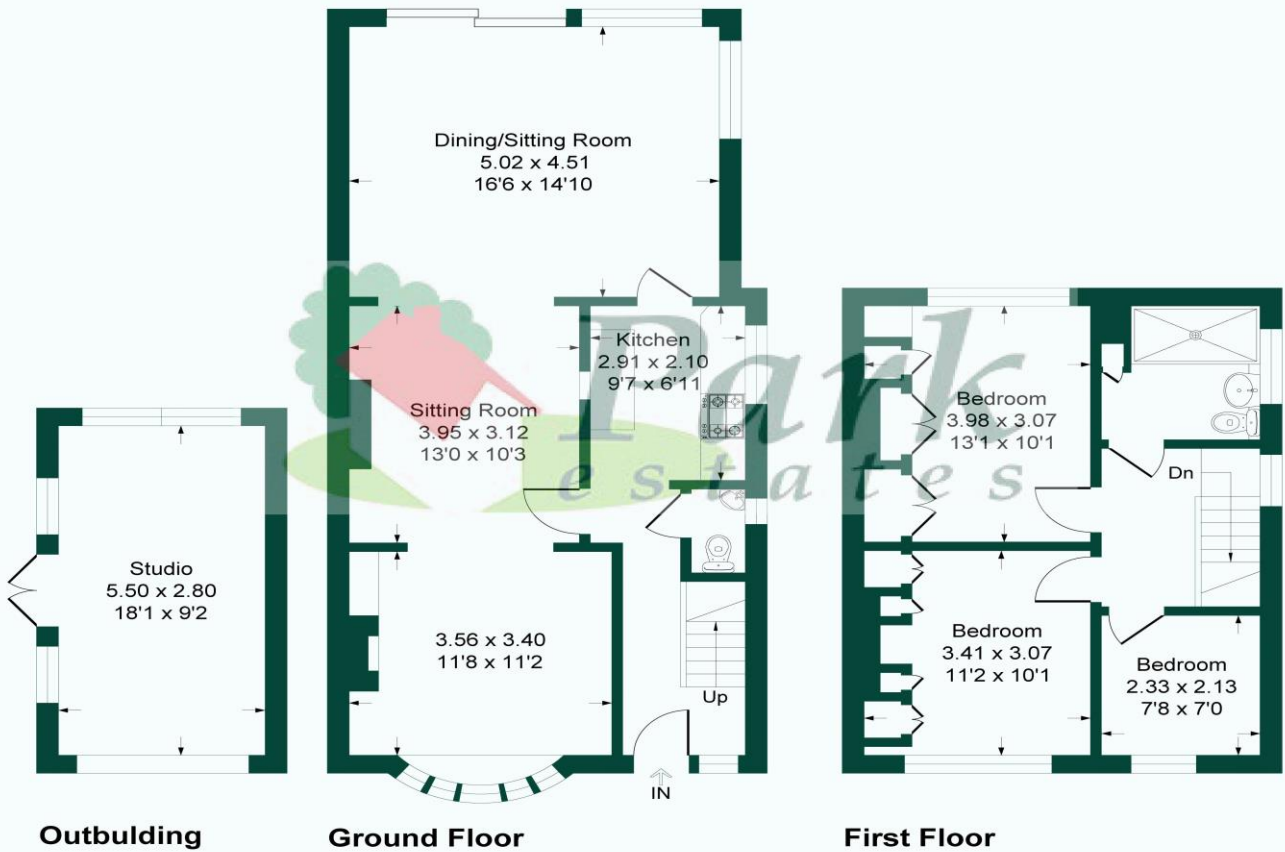 Dining/Sitting Room
5.02 x 4.51
16'6 x 14'10
Kitchen
2.91 x 2.10
9'7 x 6'11
Sitting Room
3.95 x 3.12
13'0 x 10'3
3.56 x 3.40
11'8 x 11'2
Up
IN
Studio
5.50 x 2.80
18'1 x 9'2
Bedroom
3.98 x 3.07
13'1 x 10'1
Dn
Bedroom
3.41 x 3.07
11'2 x 10'1
Bedroom
2.33 x 2.13
7'8 x 7'0
Park
estates
Outbulding
Ground Floor
First Floor